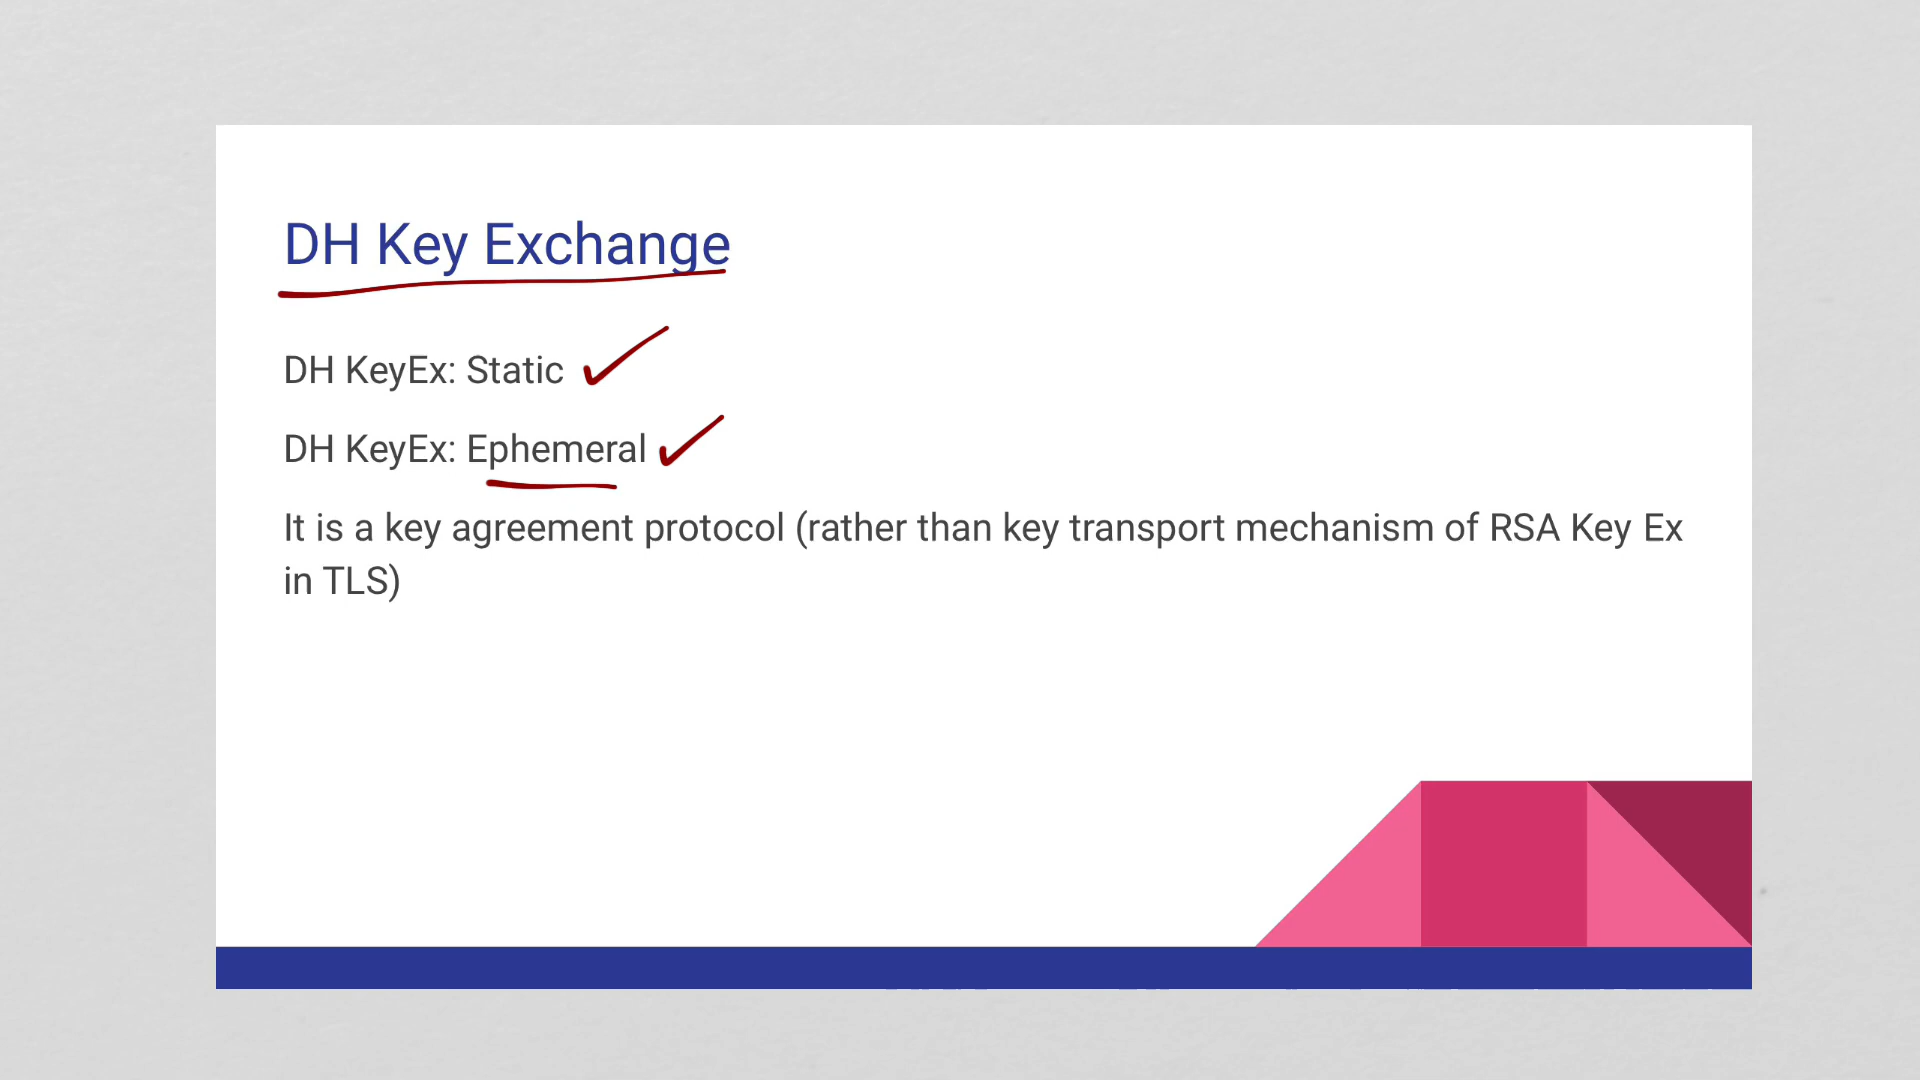 DH Key Exchange
DH KeyEx: Static
DH KeyEx: Ephemeral
It is a key agreement protocol (rather than key transport mechanism of RSA Key Ex
in TLS)